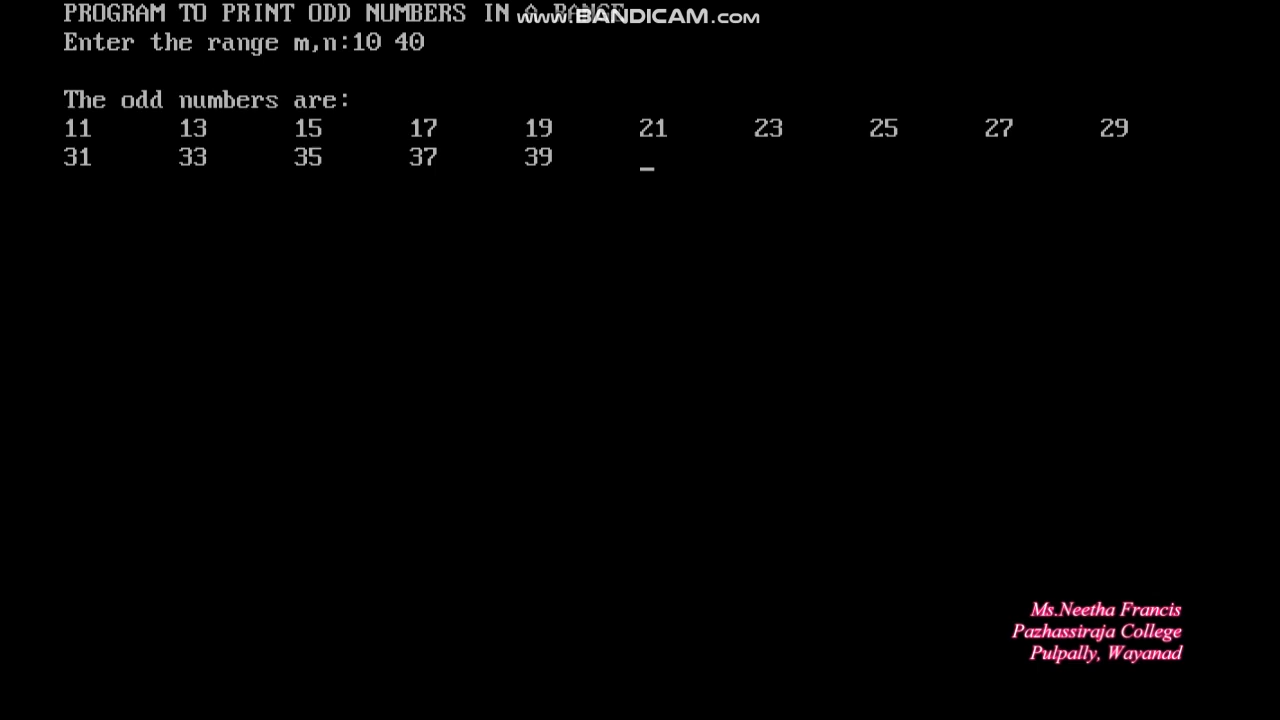 PROGRAM TO PRINT ODD NUMBERS IN A RANGE
www.BANDICAM.com
Enter the range m,n:10 40
The odd numbers are:
11 13 15 17 19 21 23 25 27 29
31 33 35 37 39 _
Ms.Neetha Francis
Pazhassiraja College
Pulpally, Wayanad